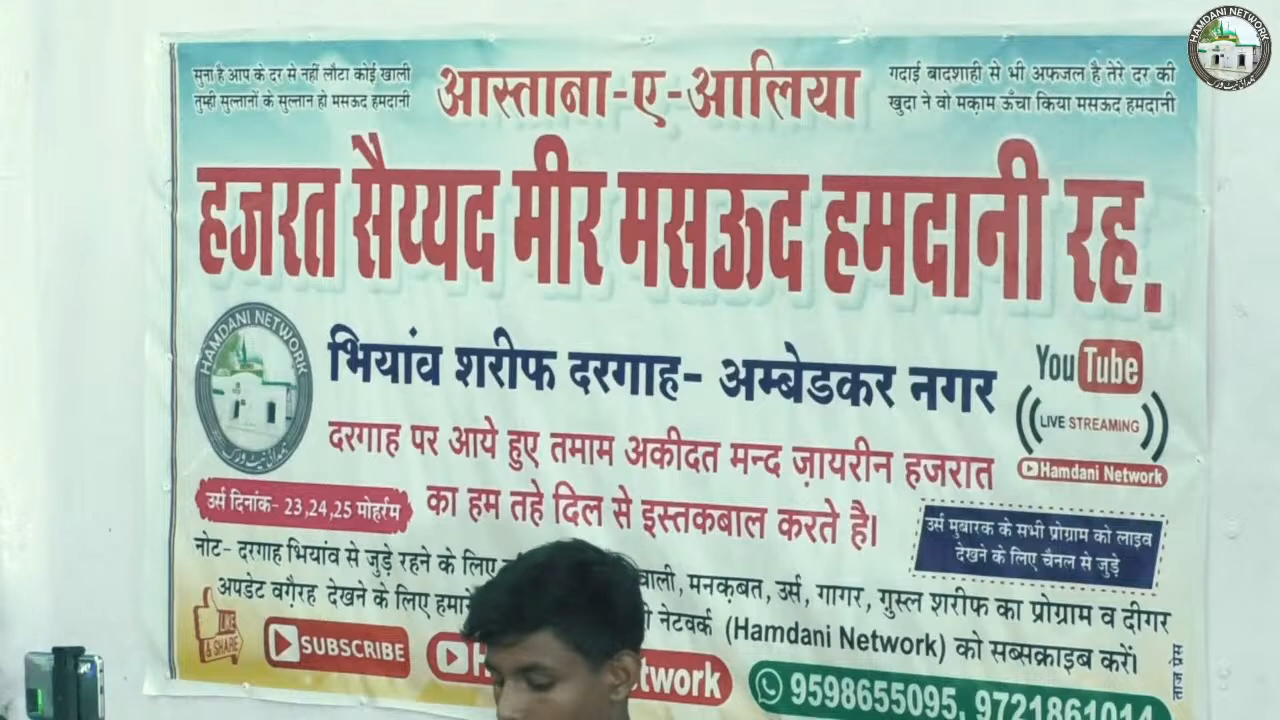 HAMDANI NETWORK
सुना है आप के दर से नहीं लौटा कोई खाली
तुम्ही सुल्तानों के सुल्तान हो मसऊद हमदानी
आस्ताना-ए-आलिया
गदाई बादशाही से भी अफजल है तेरे दर की
खुदा ने वो मक़ाम ऊँचा किया मसऊद हमदानी
हजरत सैय्यद मीर मसऊद हमदानी रह.
HAMDANI NETWORK
भियांव शरीफ दरगाह- अम्बेडकर नगर
YouTube
LIVE STREAMING
Hamdani Network
दरगाह पर आये हुए तमाम अकीदत मन्द ज़ायरीन हजरात
का हम तहे दिल से इस्तकबाल करते है।
उर्स दिनांक- 23,24,25 मोहर्रम
उर्स मुबारक के सभी प्रोग्राम को लाइव
देखने के लिए चैनल से जुड़े
नोट- दरगाह भियांव से जुड़े रहने के लिए वाली, मनक़बत, उर्स, गागर, ग़ुस्ल शरीफ का प्रोग्राम व दीगर
अपडेट वग़ैरह देखने के लिए हमारे नेटवर्क (Hamdani Network) को सब्सक्राइब करें।
LIKE
& SHARE
SUBSCRIBE
H twork
9598655095, 9721861014
ताज प्रेस